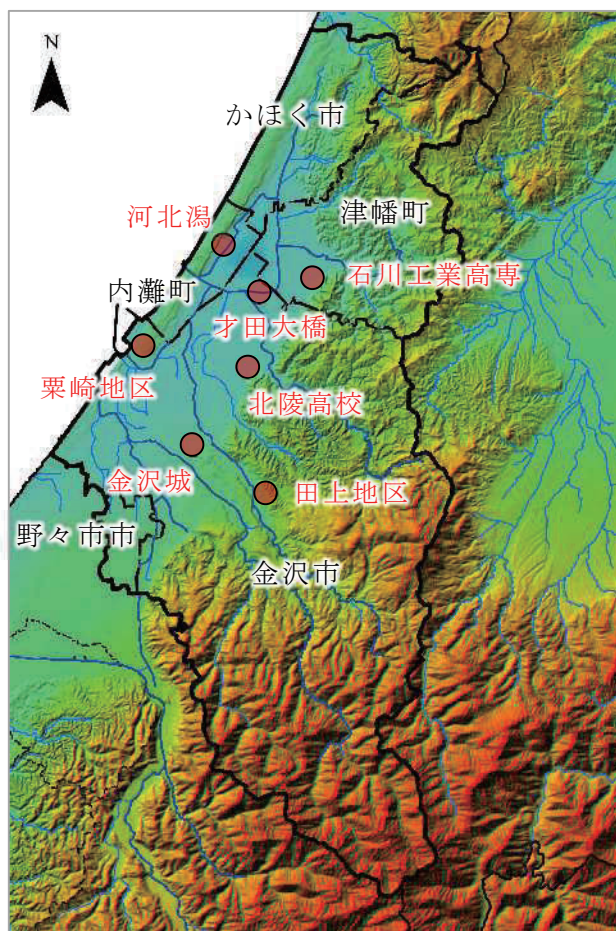 N
かほく市
河北潟
津幡町
石川工業高専
内灘町
才田大橋
粟崎地区
北陵高校
金沢城
田上地区
野々市市
金沢市